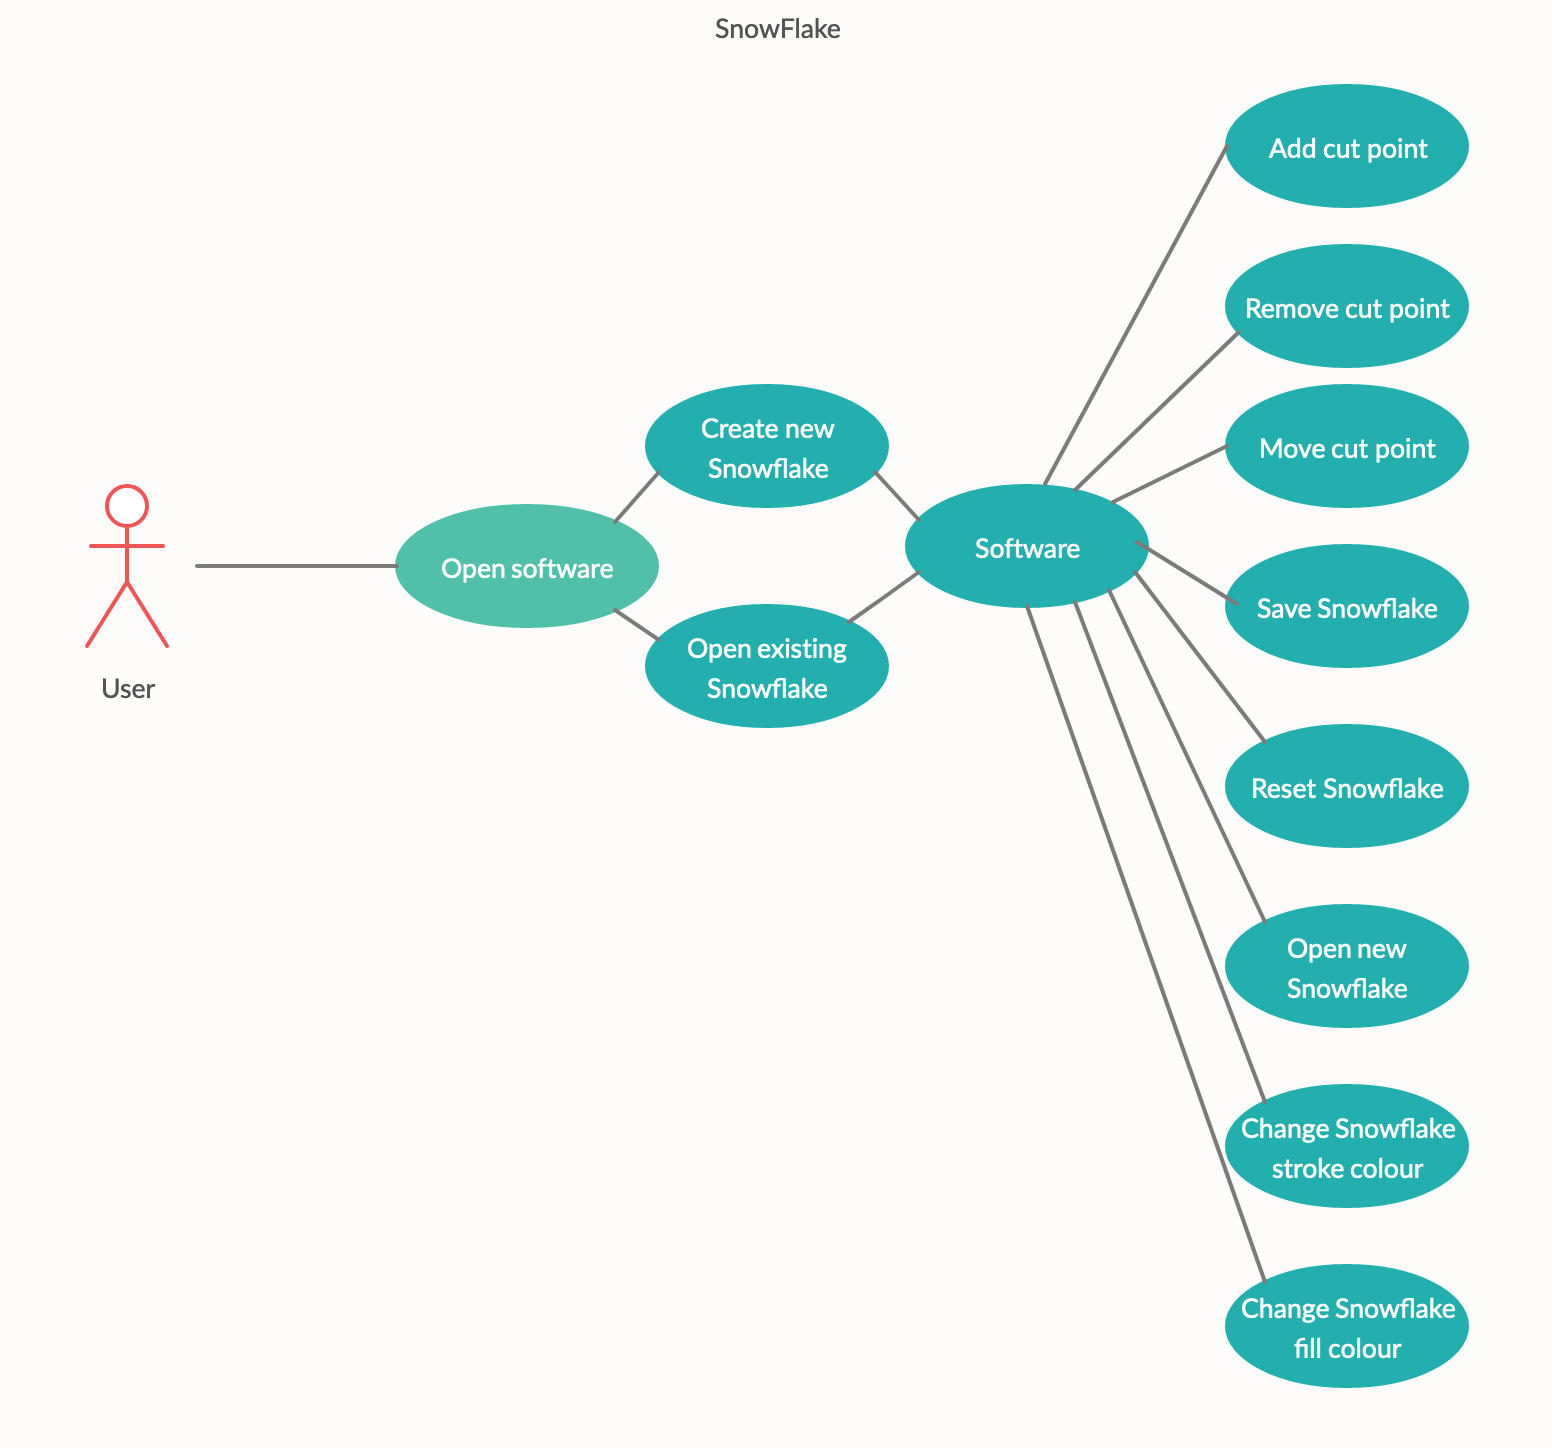 SnowFlake
Add cut point
Remove cut point
Create new
Snowflake
Move cut point
Open software
Software
Save Snowflake
Open existing
Snowflake
User
Reset Snowflake
Open new
Snowflake
Change Snowflake
stroke colour
Change Snowflake
fill colour